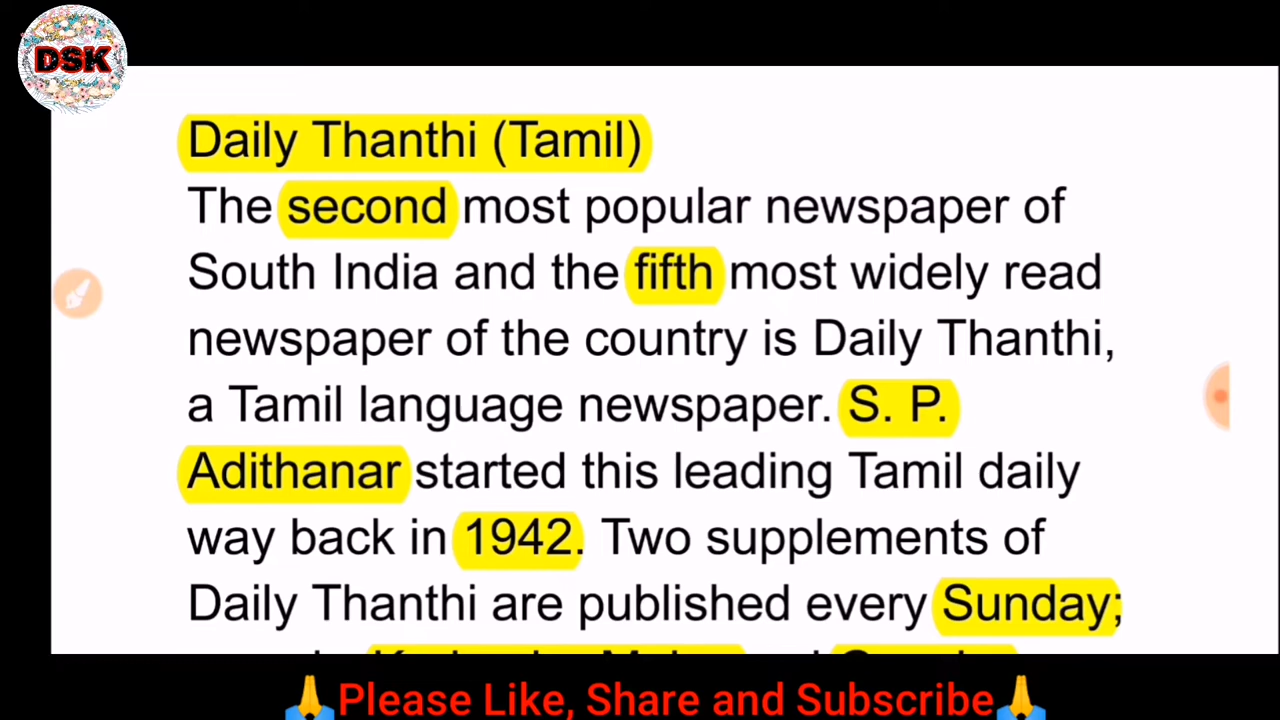 DSK
Daily Thanthi (Tamil)
The second most popular newspaper of
South India and the fifth most widely read
newspaper of the country is Daily Thanthi,
a Tamil language newspaper. S. P.
Adithanar started this leading Tamil daily
way back in 1942. Two supplements of
Daily Thanthi are published every Sunday;
🙏Please Like, Share and Subscribe🙏